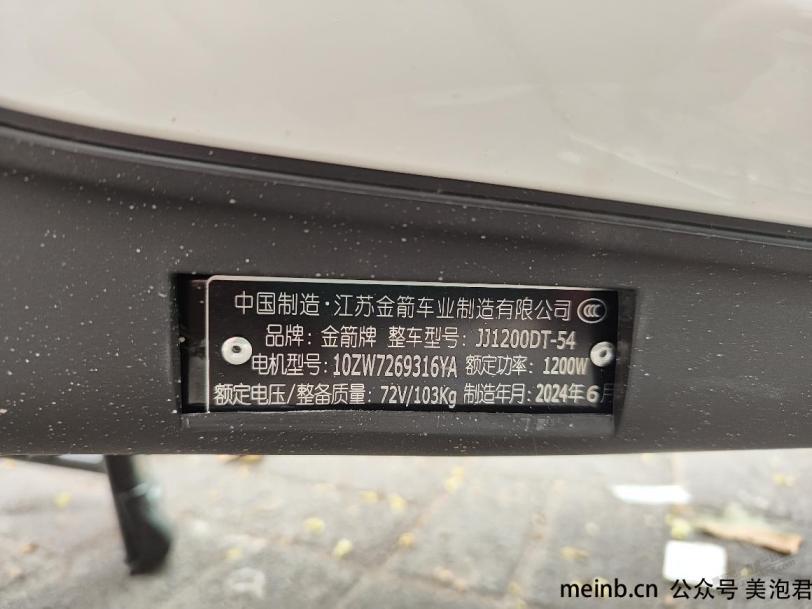 中国制造·江苏金箭车业制造有限公司 CCC
品牌：金箭牌 整车型号：JJ1200DT-54
电机型号：10ZW7269316YA 额定功率：1200W
额定电压/整备质量：72V/103Kg 制造年月：2024年6月
meinb.cn 公众号 美泡君